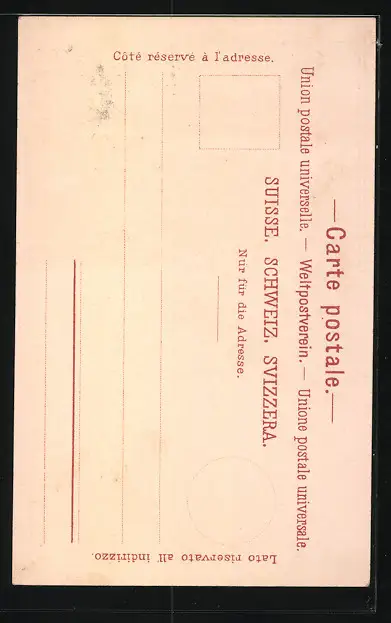 — Carte postale. —
Union postale universelle. — Weltpostverein. — Unione postale universale.
SUISSE. SCHWEIZ. SVIZZERA.
Nur für die Adresse.
Côté réservé à l'adresse.
Lato riservato all' indirizzo.